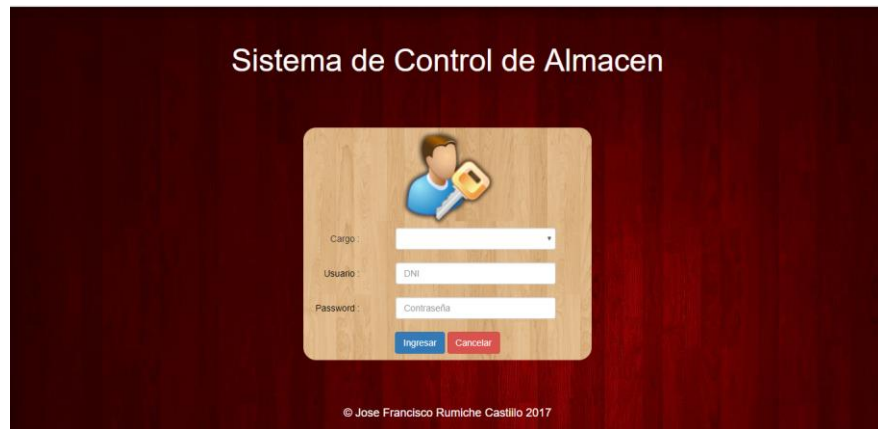 Sistema de Control de Almacen
Cargo :
Usuario : DNI
Password : Contraseña
Ingresar Cancelar
© Jose Francisco Rumiche Castillo 2017